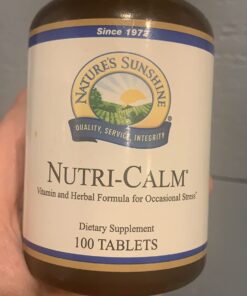 Since 1972
NATURE'S SUNSHINE
QUALITY, SERVICE, INTEGRITY
NUTRI-CALM®
Vitamin and Herbal Formula for Occasional Stress*
Dietary Supplement
100 TABLETS